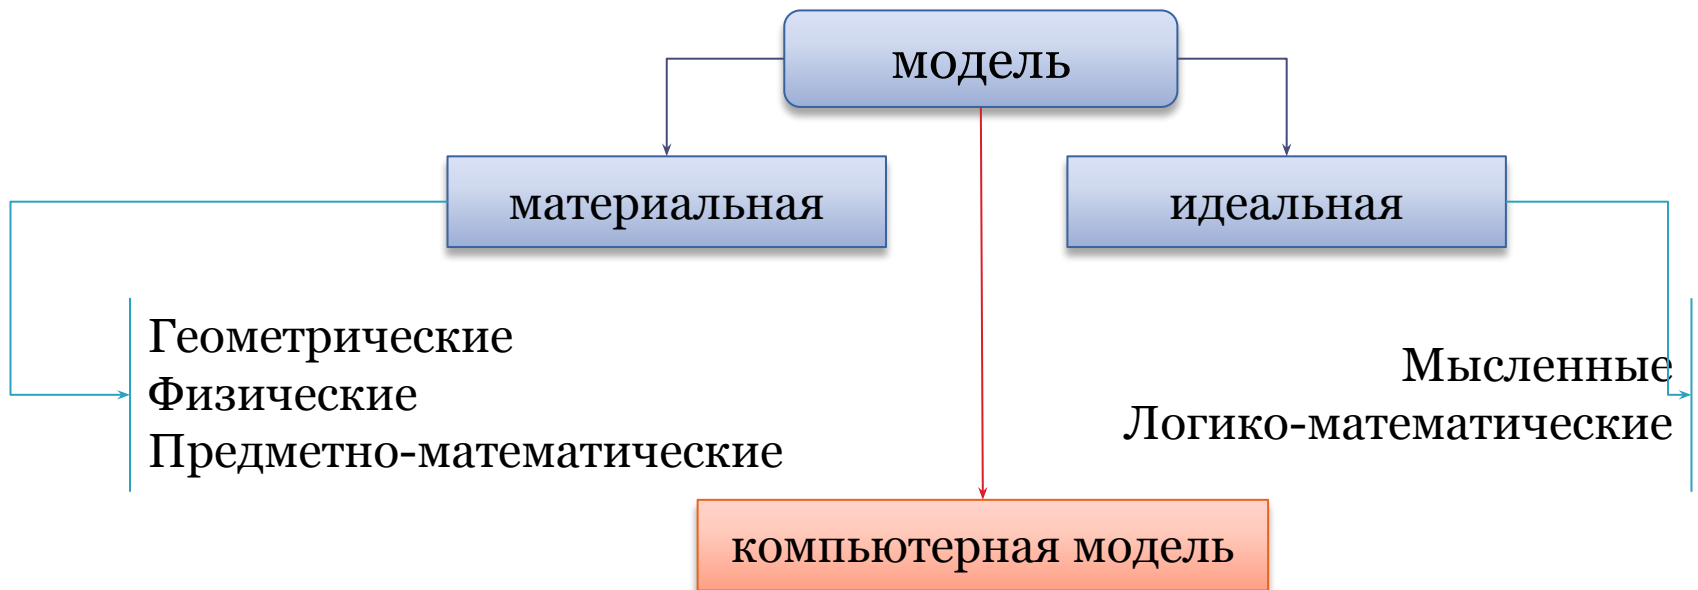 модель
материальная
идеальная
Геометрические
Физические
Предметно-математические
Мысленные
Логико-математические
компьютерная модель